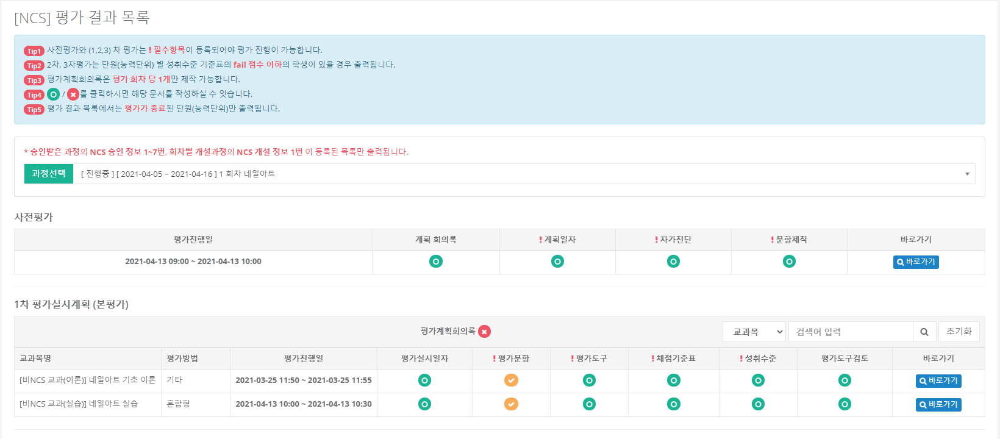 [NCS] 평가 결과 목록
Tip1 사전평가와 (1,2,3) 차 평가는 ! 필수항목이 등록되어야 평가 진행이 가능합니다.
Tip2 2차, 3차평가는 단원(능력단위) 별 성취수준 기준표의 fail 점수 이하의 학생이 있을 경우 출력됩니다.
Tip3 평가계획회의록은 평가 회차 당 1개만 제작 가능합니다.
Tip4 / 를 클릭하시면 해당 문서를 작성하실 수 잇습니다.
Tip5 평가 결과 목록에서는 평가가 종료된 단원(능력단위)만 출력됩니다.
* 승인받은 과정의 NCS 승인 정보 1~7번, 회차별 개설과정의 NCS 개설 정보 1번 이 등록된 목록만 출력됩니다.
과정선택 [ 진행중 ] [ 2021-04-05 ~ 2021-04-16 ] 1 회차 네일아트
사전평가
평가진행일 계획 회의록 ! 계획일자 ! 자가진단 ! 문항제작 바로가기
2021-04-13 09:00 ~ 2021-04-13 10:00 바로가기
1차 평가실시계획 (본평가)
평가계획회의록 교과목 검색어 입력 초기화
교과목명 평가방법 평가진행일 평가실시일자 ! 평가문항 ! 평가도구 ! 채점기준표 ! 성취수준 평가도구검토 바로가기
[비NCS 교과(이론)] 네일아트 기초 이론 기타 2021-03-25 11:50 ~ 2021-03-25 11:55 바로가기
[비NCS 교과(실습)] 네일아트 실습 혼합형 2021-04-13 10:00 ~ 2021-04-13 10:30 바로가기